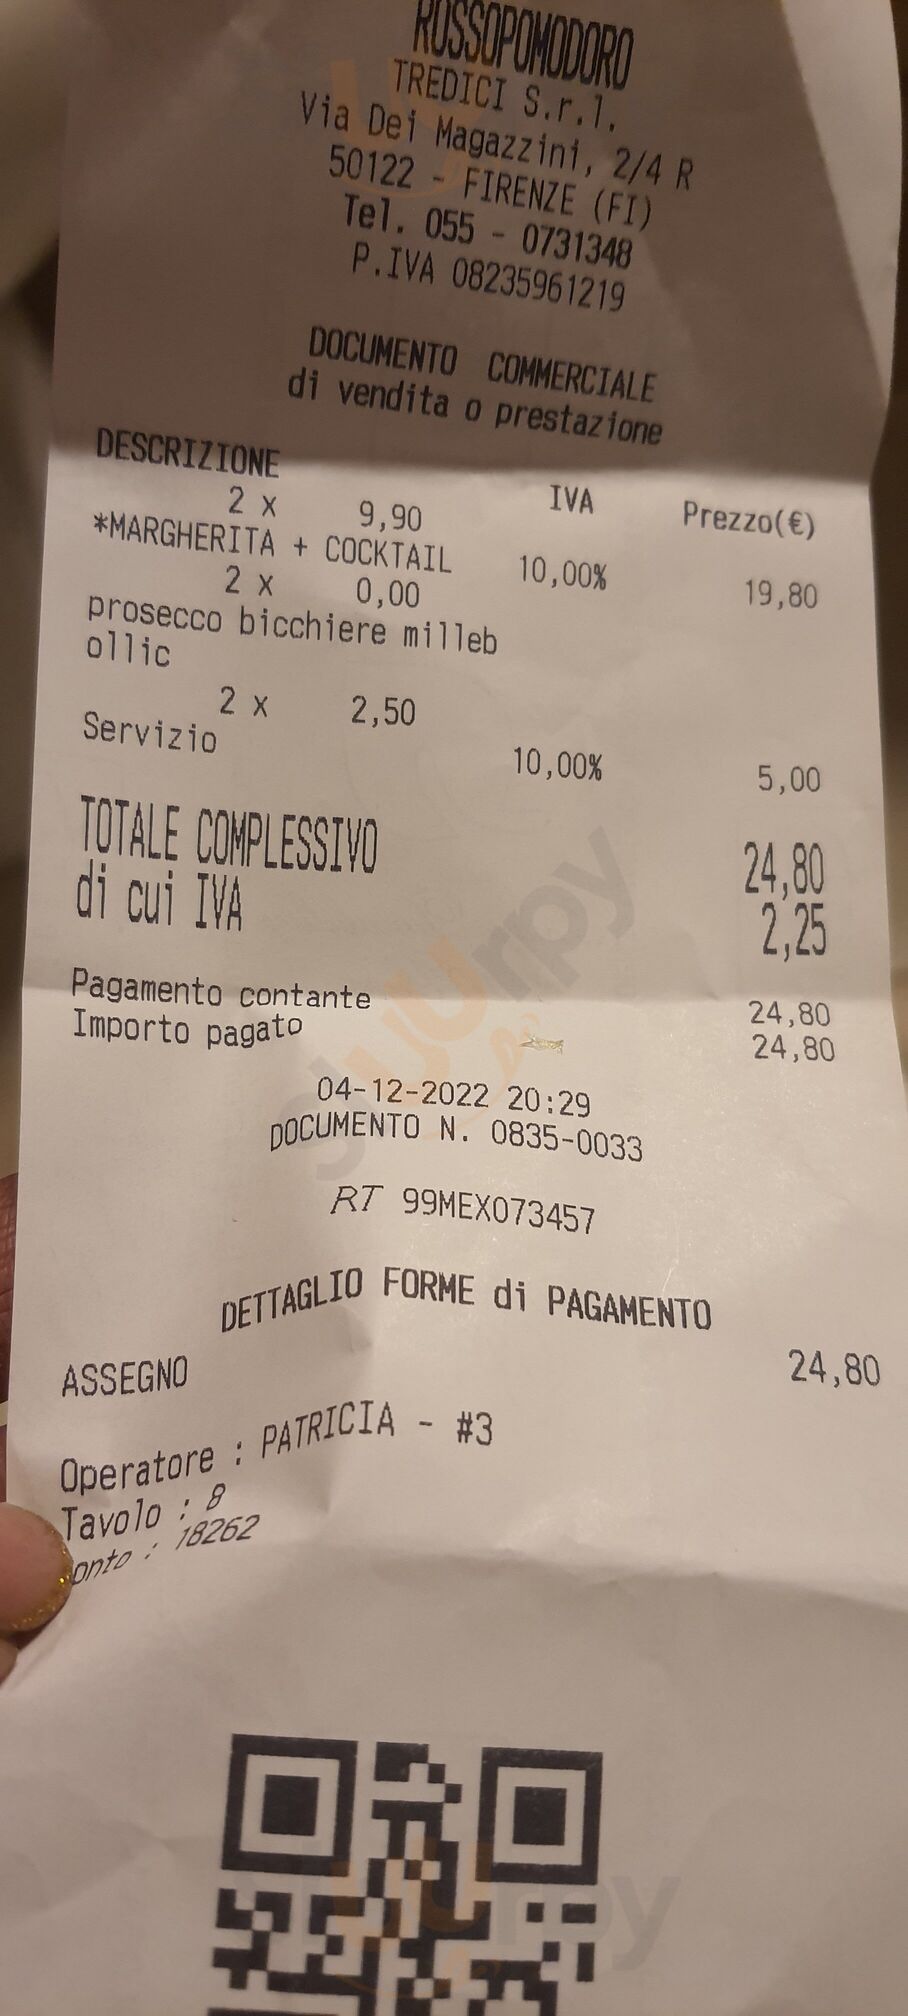 ROSSOPOMODORO
TREDICI S.r.l.
Via Dei Magazzini, 2/4 R
50122 - FIRENZE (FI)
Tel. 055 - 0731348
P.IVA 08235961219
DOCUMENTO COMMERCIALE
di vendita o prestazione
DESCRIZIONE IVA Prezzo(€)
2 x 9,90
*MARGHERITA + COCKTAIL 10,00% 19,80
2 x 0,00
prosecco bicchiere milleb
ollic
2 x 2,50
Servizio 10,00% 5,00
TOTALE COMPLESSIVO 24,80
di cui IVA 2,25
Pagamento contante 24,80
Importo pagato 24,80
04-12-2022 20:29
DOCUMENTO N. 0835-0033
RT 99MEX073457
DETTAGLIO FORME di PAGAMENTO
ASSEGNO 24,80
Operatore : PATRICIA - #3
Tavolo : 8
onto : 18262
sluurpy